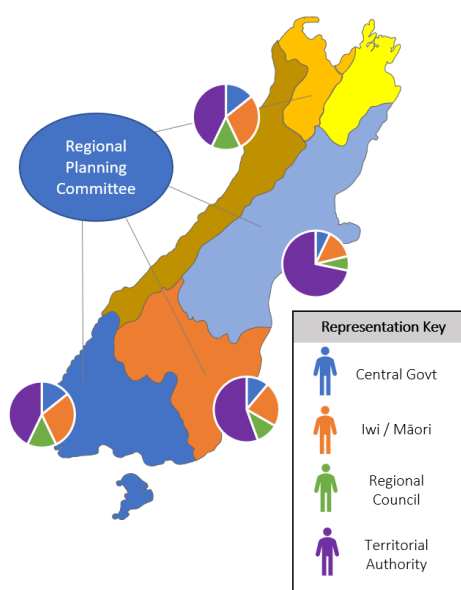 Regional
Planning
Committee
Representation Key
Central Govt
Iwi / Māori
Regional
Council
Territorial
Authority